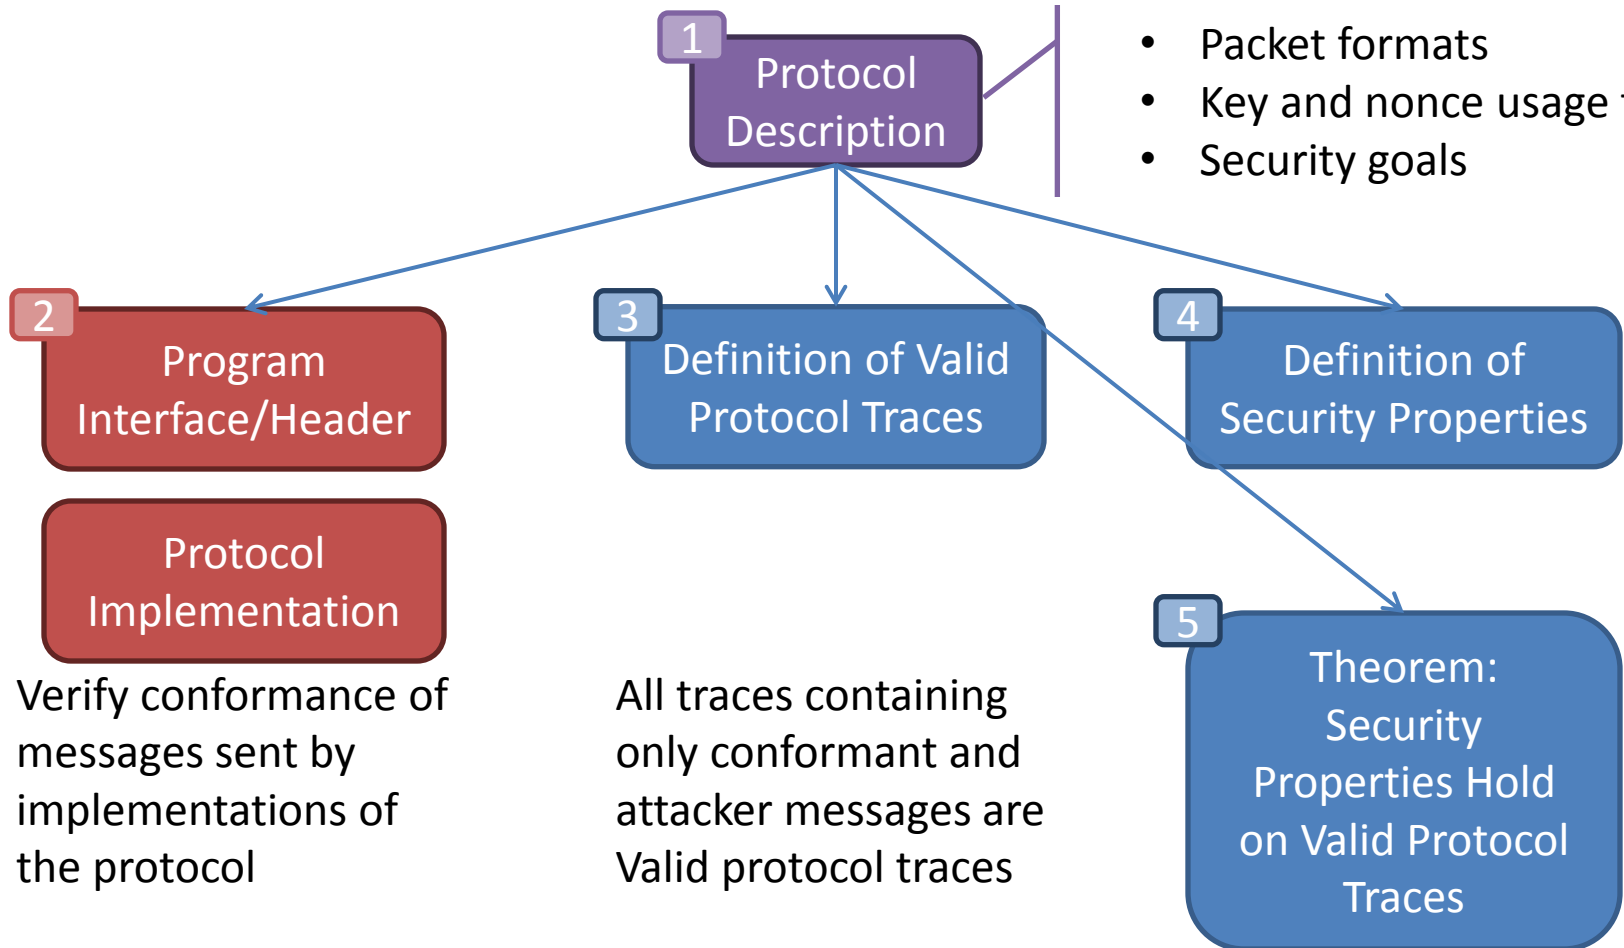 1
Protocol
Description
• Packet formats
• Key and nonce usage
• Security goals
2
Program
Interface/Header
3
Definition of Valid
Protocol Traces
4
Definition of
Security Properties
Protocol
Implementation
Verify conformance of
messages sent by
implementations of
the protocol
All traces containing
only conformant and
attacker messages are
Valid protocol traces
5
Theorem:
Security
Properties Hold
on Valid Protocol
Traces